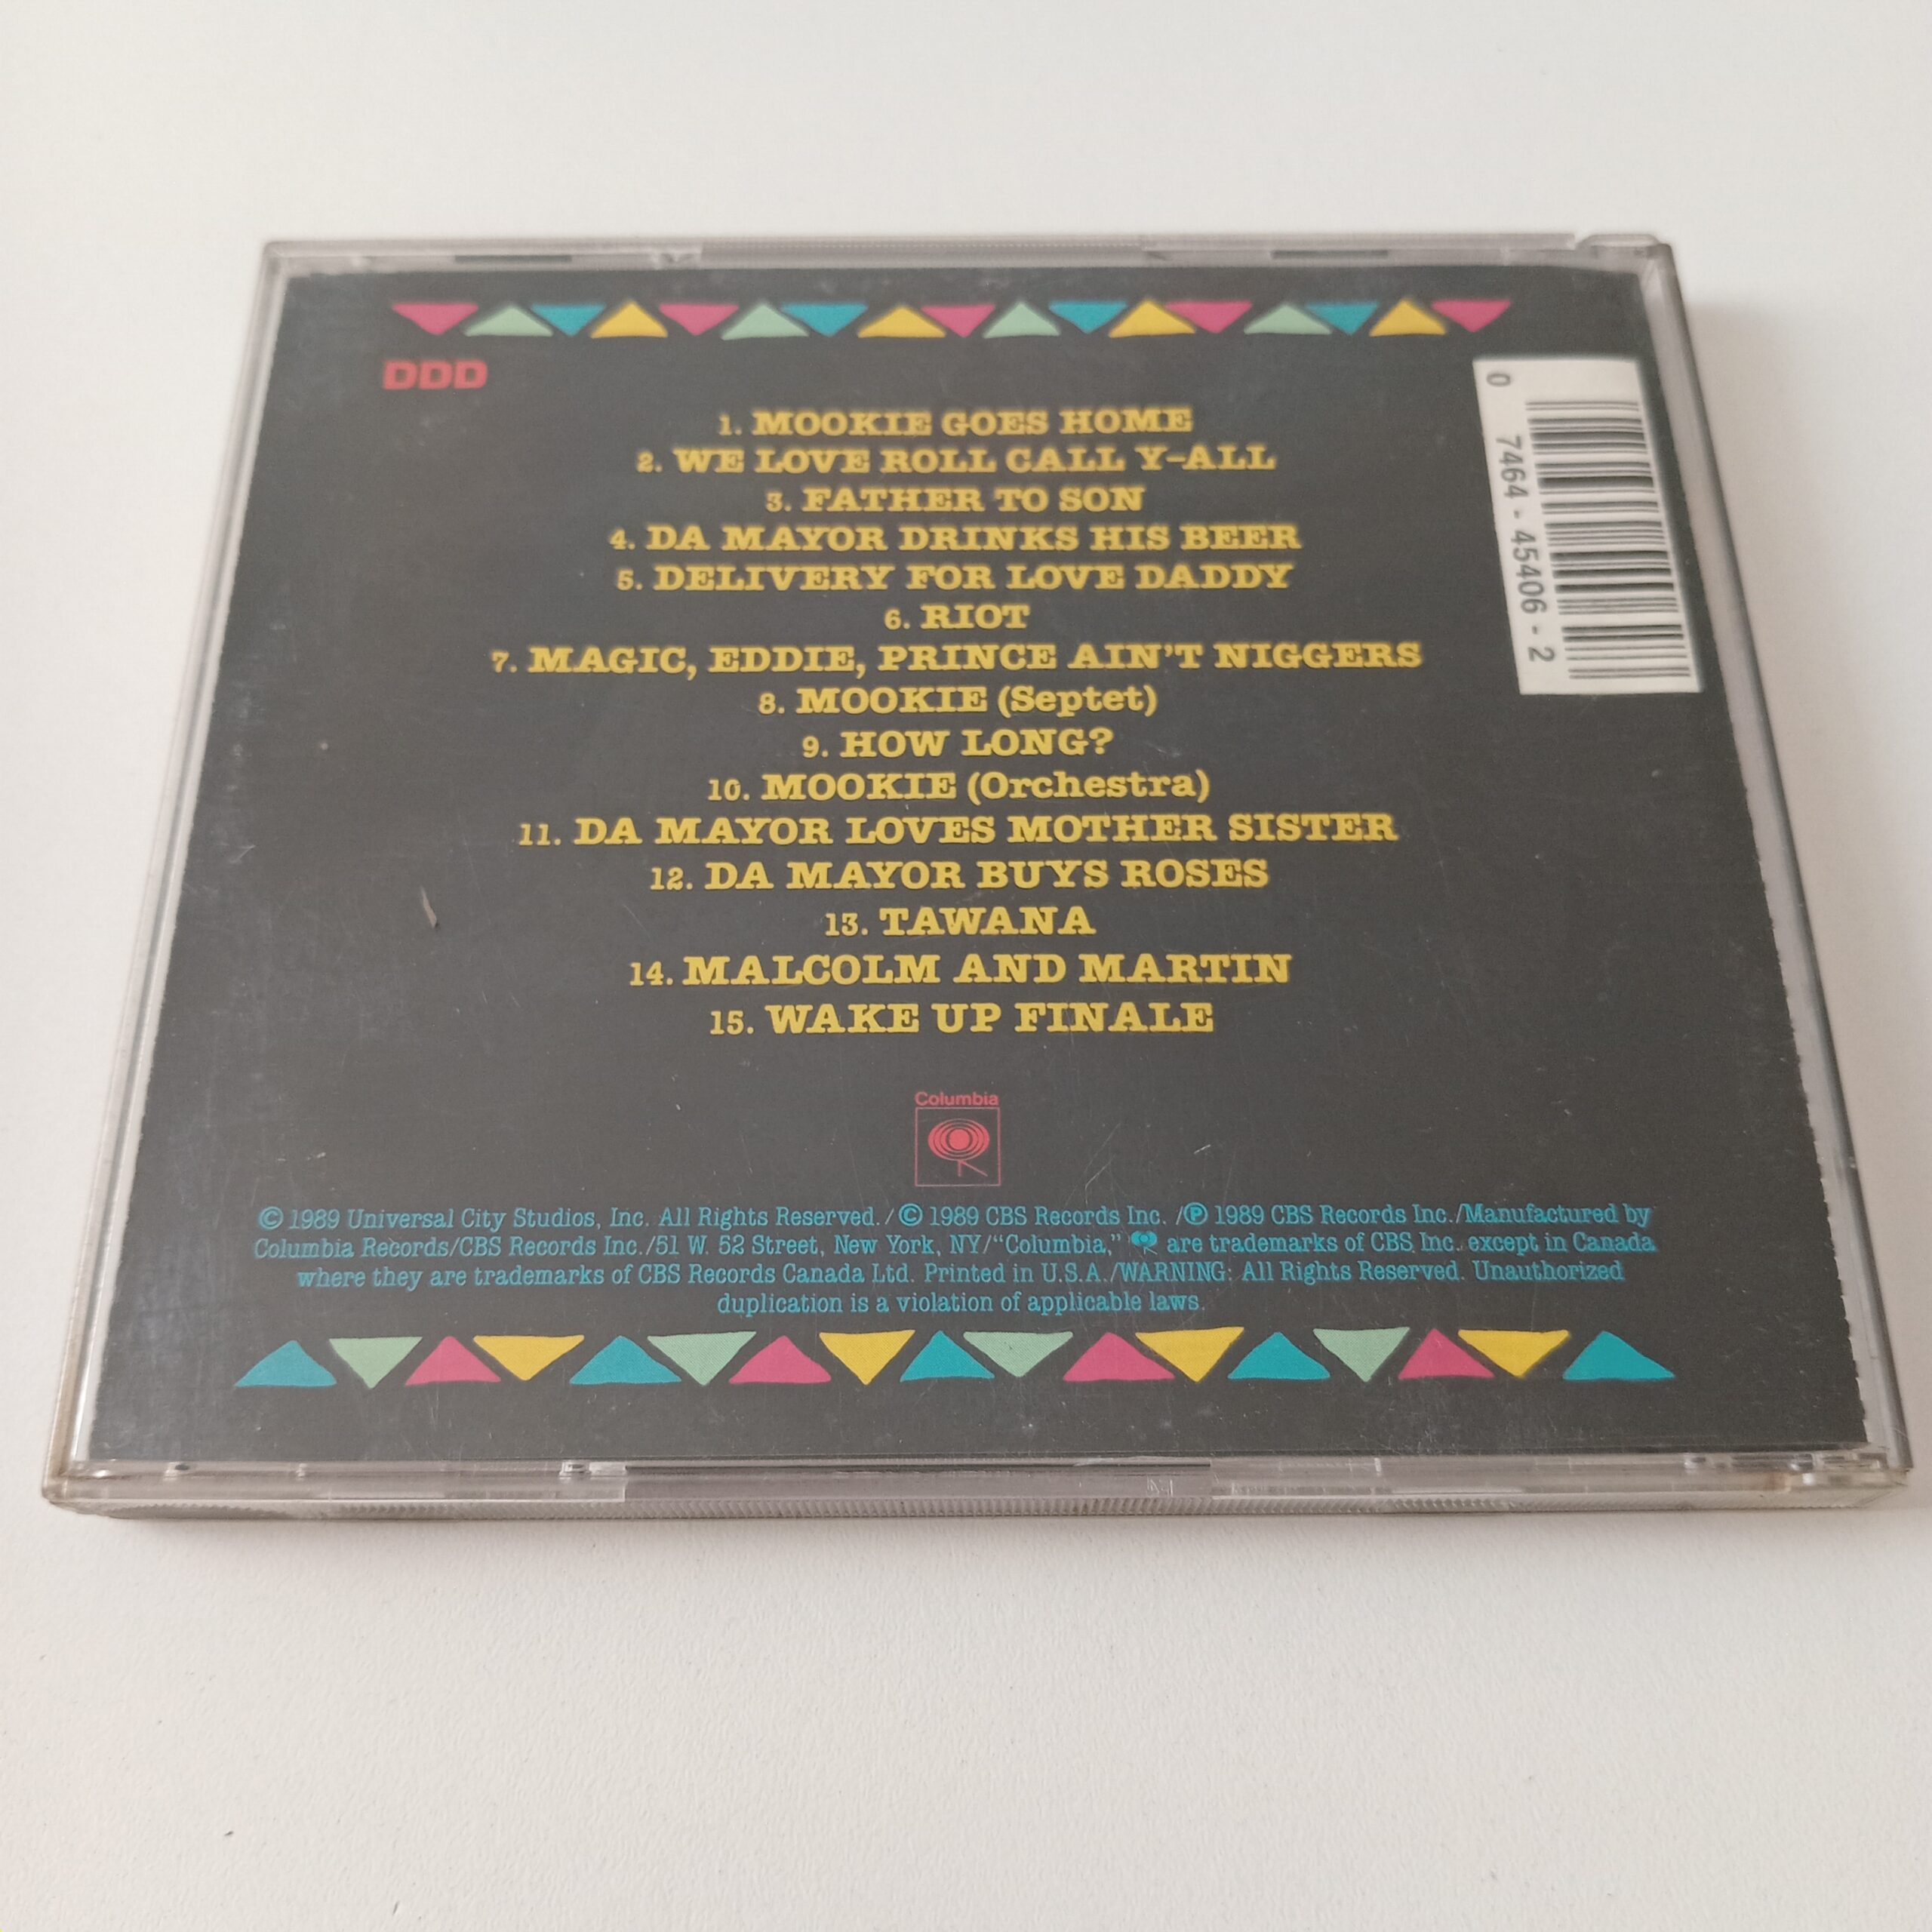 DDD
1. MOOKIE GOES HOME
2. WE LOVE ROLL CALL Y-ALL
3. FATHER TO SON
4. DA MAYOR DRINKS HIS BEER
5. DELIVERY FOR LOVE DADDY
6. RIOT
7. MAGIC, EDDIE, PRINCE AIN'T NIGGERS
8. MOOKIE (Septet)
9. HOW LONG?
10. MOOKIE (Orchestra)
11. DA MAYOR LOVES MOTHER SISTER
12. DA MAYOR BUYS ROSES
13. TAWANA
14. MALCOLM AND MARTIN
15. WAKE UP FINALE
0 7464-45406-2
Columbia
© 1989 Universal City Studios, Inc. All Rights Reserved. / © 1989 CBS Records Inc. /℗ 1989 CBS Records Inc./Manufactured by
Columbia Records/CBS Records Inc./51 W. 52 Street, New York, NY/"Columbia," are trademarks of CBS Inc. except in Canada
where they are trademarks of CBS Records Canada Ltd. Printed in U.S.A./WARNING: All Rights Reserved. Unauthorized
duplication is a violation of applicable laws.